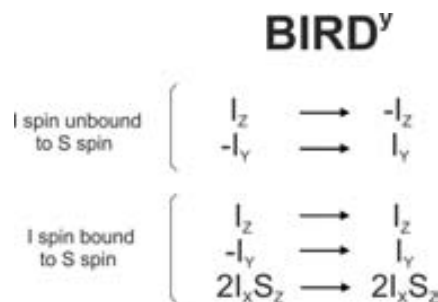 BIRDʸ
I spin unbound
to S spin
I_Z → -I_Z
-I_Y → I_Y
I spin bound
to S spin
I_Z → I_Z
-I_Y → I_Y
2I_XS_Z → 2I_XS_Z